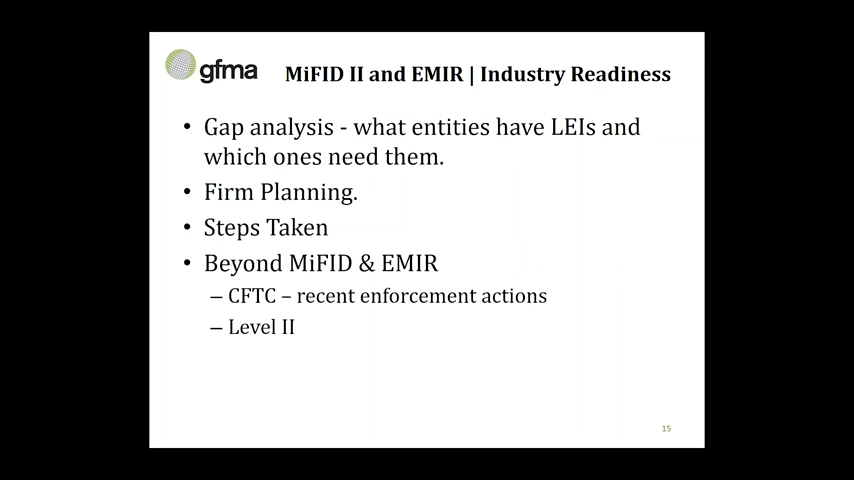 gfma
MiFID II and EMIR | Industry Readiness
• Gap analysis - what entities have LEIs and
which ones need them.
• Firm Planning.
• Steps Taken
• Beyond MiFID & EMIR
– CFTC – recent enforcement actions
– Level II
15